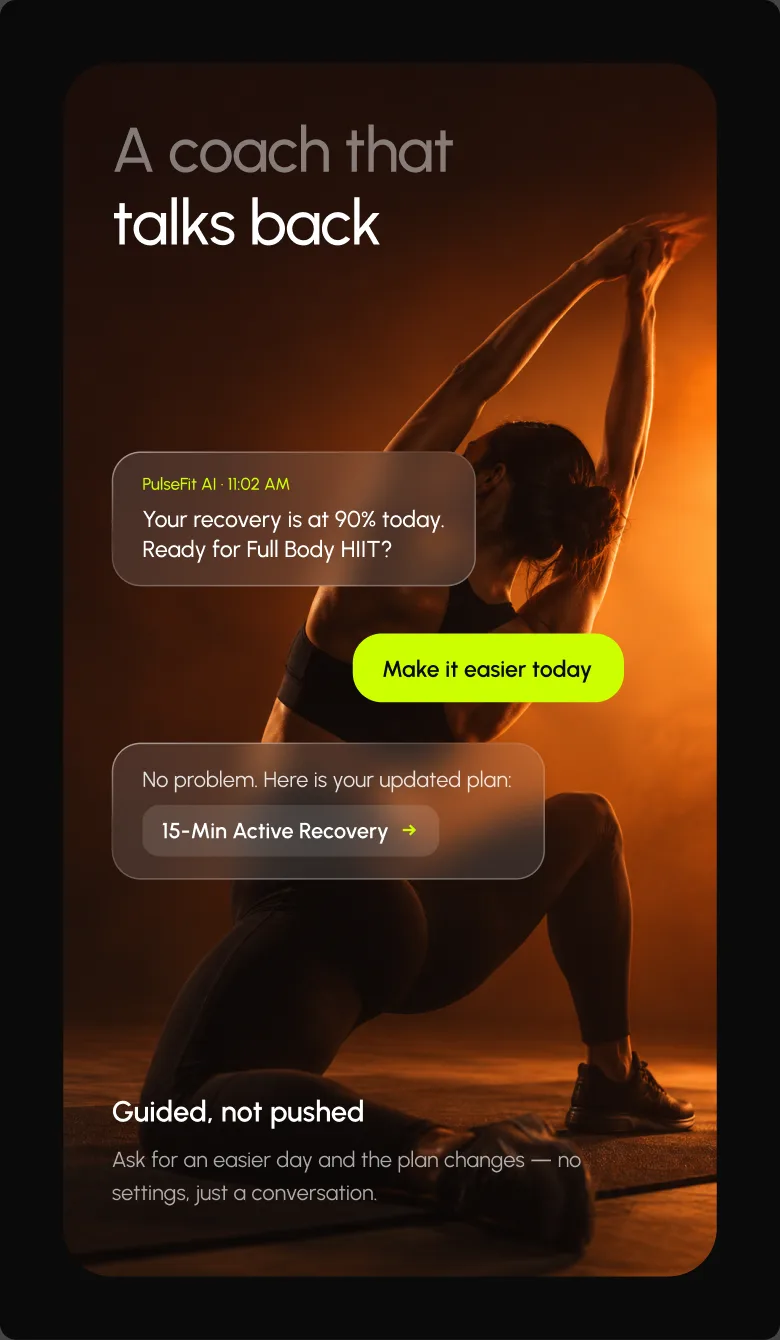 A coach that
talks back
PulseFit AI · 11:02 AM
Your recovery is at 90% today.
Ready for Full Body HIIT?
Make it easier today
No problem. Here is your updated plan:
15-Min Active Recovery →
Guided, not pushed
Ask for an easier day and the plan changes — no
settings, just a conversation.